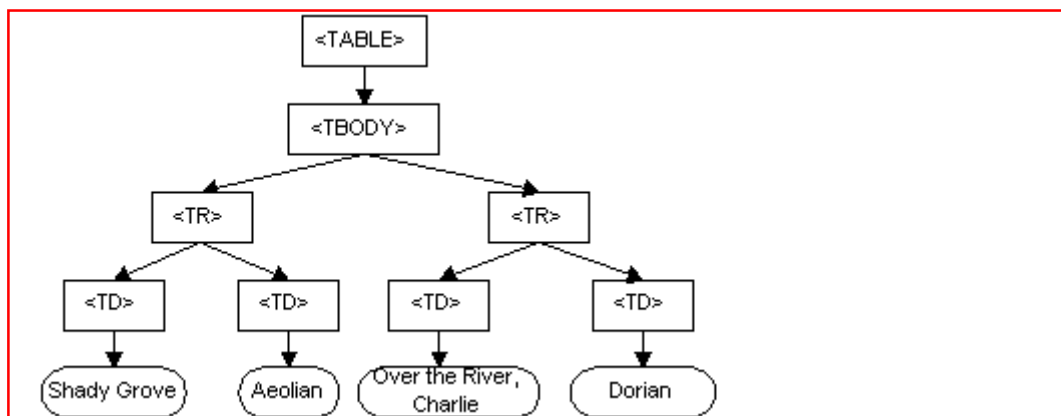 <TABLE>
<TBODY>
<TR>
<TR>
<TD>
<TD>
<TD>
<TD>
Shady Grove
Aeolian
Over the River,
Charlie
Dorian